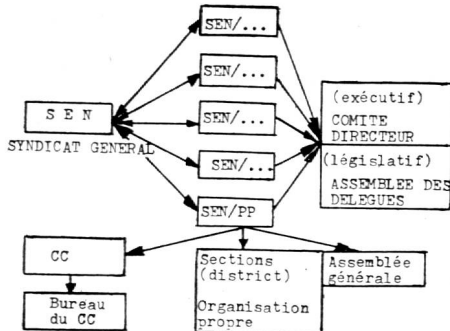 SEN/...
SEN/...
SEN/...
SEN/...
SEN/PP
S E N
SYNDICAT GENERAL
(exécutif)
COMITE
DIRECTEUR
(législatif)
ASSEMBLEE DES
DELEGUES
CC
Bureau
du CC
Sections
(district)
Organisation
propre
Assemblée
générale